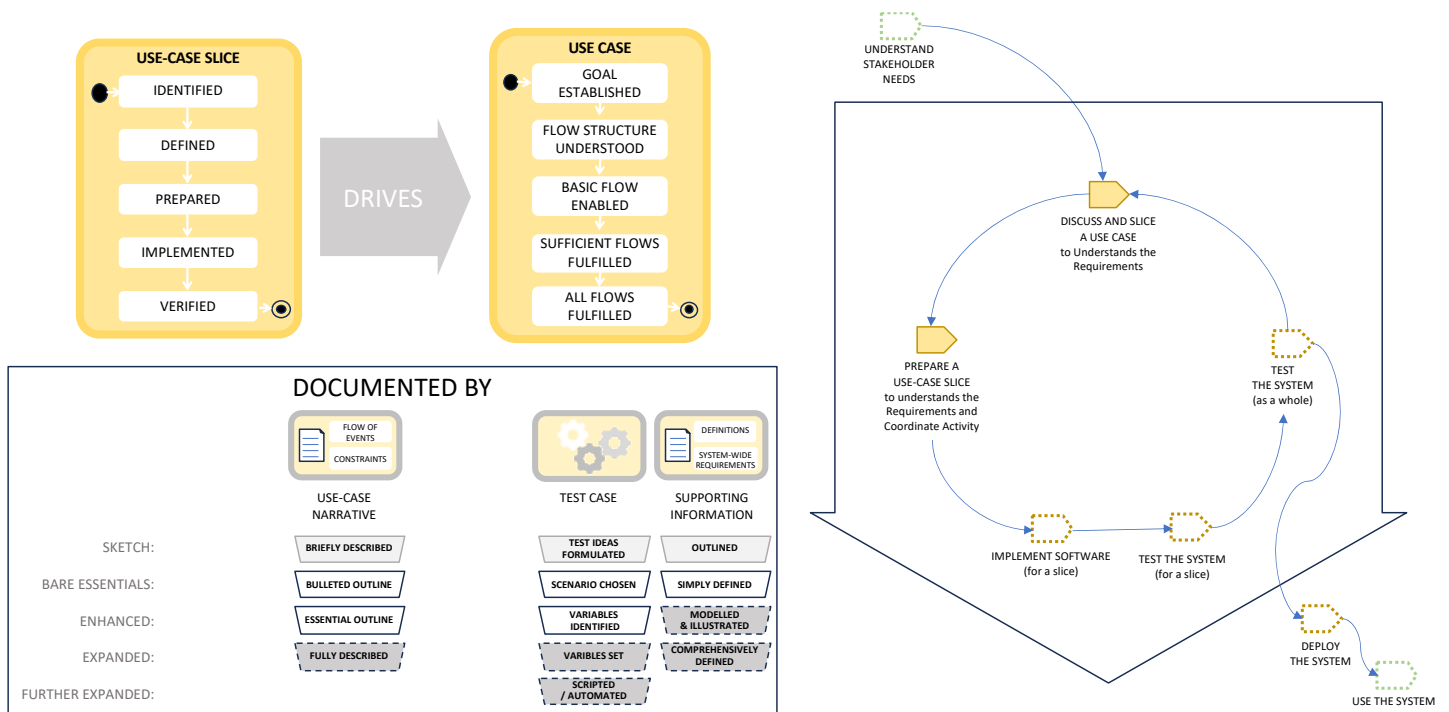 USE-CASE SLICE
IDENTIFIED
DEFINED
PREPARED
IMPLEMENTED
VERIFIED
DRIVES
USE CASE
GOAL
ESTABLISHED
FLOW STRUCTURE
UNDERSTOOD
BASIC FLOW
ENABLED
SUFFICIENT FLOWS
FULFILLED
ALL FLOWS
FULFILLED
DOCUMENTED BY
FLOW OF
EVENTS
CONSTRAINTS
DEFINITIONS
SYSTEM-WIDE
REQUIREMENTS
USE-CASE
NARRATIVE
TEST CASE
SUPPORTING
INFORMATION
SKETCH:
BRIEFLY DESCRIBED
TEST IDEAS
FORMULATED
OUTLINED
BARE ESSENTIALS:
BULLETED OUTLINE
SCENARIO CHOSEN
SIMPLY DEFINED
ENHANCED:
ESSENTIAL OUTLINE
VARIABLES
IDENTIFIED
MODELLED
& ILLUSTRATED
EXPANDED:
FULLY DESCRIBED
VARIBLES SET
COMPREHENSIVELY
DEFINED
FURTHER EXPANDED:
SCRIPTED
/ AUTOMATED
UNDERSTAND
STAKEHOLDER
NEEDS
DISCUSS AND SLICE
A USE CASE
to Understands the
Requirements
PREPARE A
USE-CASE SLICE
to understands the
Requirements and
Coordinate Activity
IMPLEMENT SOFTWARE
(for a slice)
TEST THE SYSTEM
(for a slice)
TEST
THE SYSTEM
(as a whole)
DEPLOY
THE SYSTEM
USE THE SYSTEM